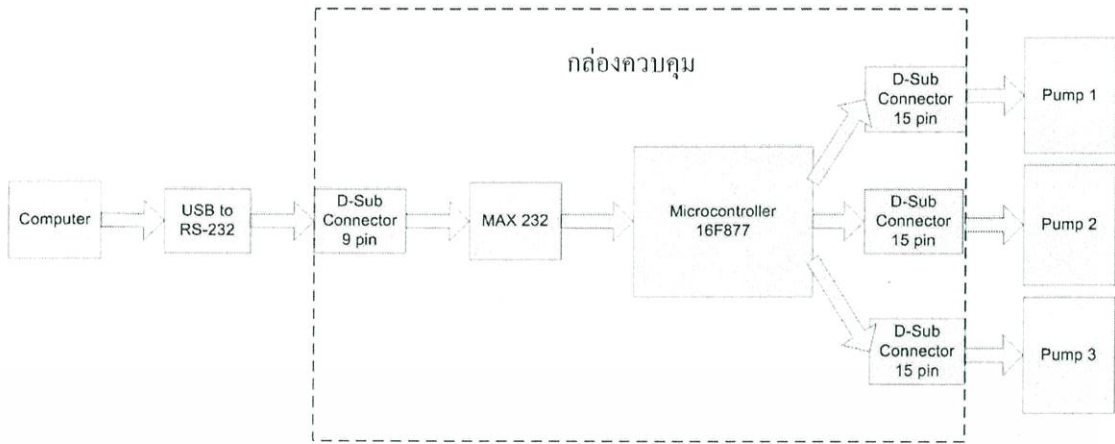 กล่องควบคุม
Computer
USB to
RS-232
D-Sub
Connector
9 pin
MAX 232
Microcontroller
16F877
D-Sub
Connector
15 pin
Pump 1
D-Sub
Connector
15 pin
Pump 2
D-Sub
Connector
15 pin
Pump 3